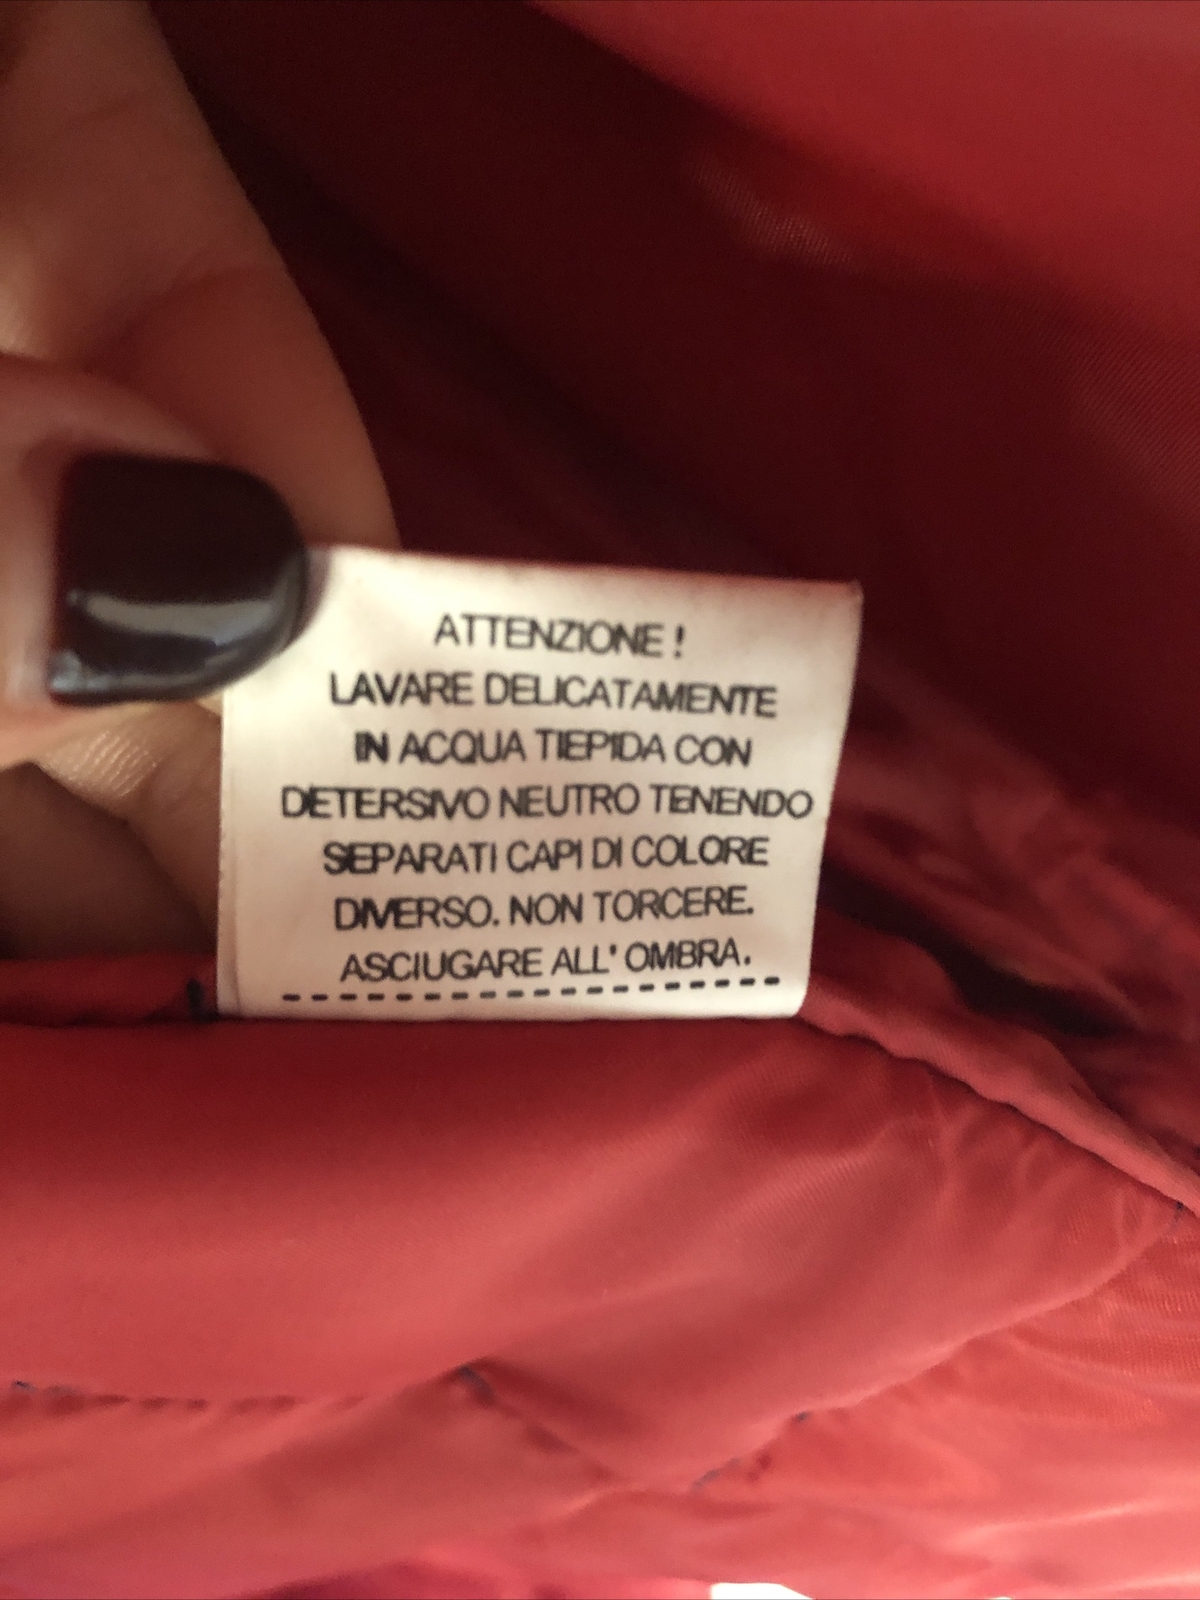 ATTENZIONE !
LAVARE DELICATAMENTE
IN ACQUA TIEPIDA CON
DETERSIVO NEUTRO TENENDO
SEPARATI CAPI DI COLORE
DIVERSO. NON TORCERE.
ASCIUGARE ALL' OMBRA.